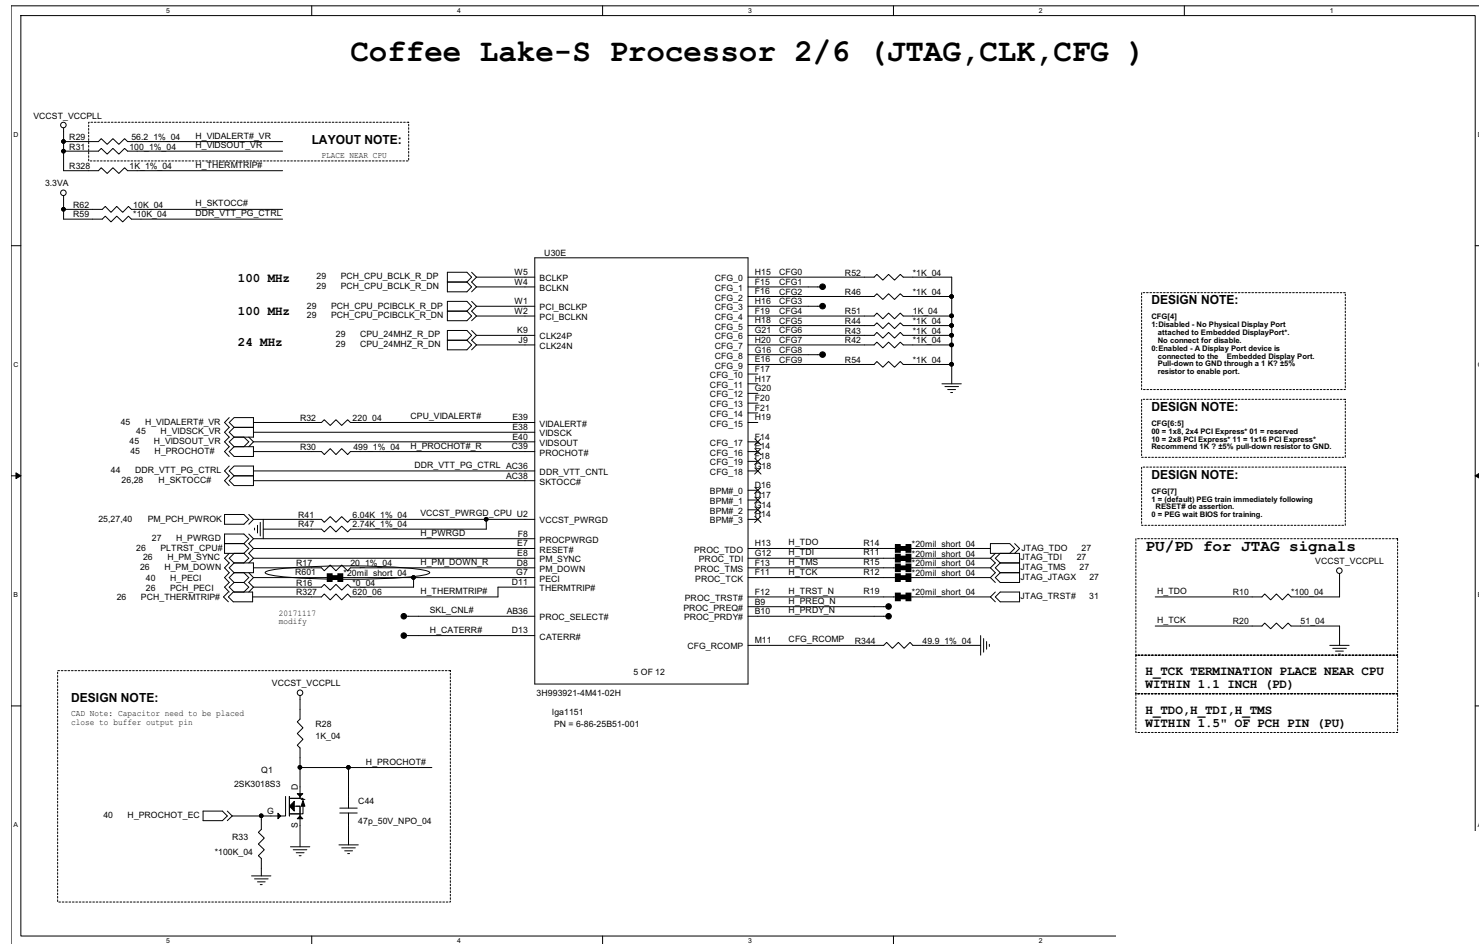 5 4 3 2 1
Coffee Lake-S Processor 2/6 (JTAG,CLK,CFG )
D
VCCST_VCCPLL
R29 56.2_1%_04 H_VIDALERT#_VR
R31 100_1%_04 H_VIDSOUT_VR
LAYOUT NOTE:
PLACE NEAR CPU
R328 1K_1%_04 H_THERMTRIP#
3.3VA
R62 10K_04 H_SKTOCC#
R59 *10K_04 DDR_VTT_PG_CTRL
U30E
100 MHz 29 PCH_CPU_BCLK_R_DP W5 BCLKP
29 PCH_CPU_BCLK_R_DN W4 BCLKN
100 MHz 29 PCH_CPU_PCIBCLK_R_DP W1 PCI_BCLKP
29 PCH_CPU_PCIBCLK_R_DN W2 PCI_BCLKN
24 MHz 29 CPU_24MHZ_R_DP K9 CLK24P
29 CPU_24MHZ_R_DN J9 CLK24N
C
45 H_VIDALERT#_VR R32 220_04 CPU_VIDALERT# E39 VIDALERT#
45 H_VIDSCK_VR E38 VIDSCK
45 H_VIDSOUT_VR E40 VIDSOUT
45 H_PROCHOT# R30 499_1%_04 H_PROCHOT#_R C39 PROCHOT#
44 DDR_VTT_PG_CTRL DDR_VTT_PG_CTRL AC36 DDR_VTT_CNTL
26,28 H_SKTOCC# AC38 SKTOCC#
25,27,40 PM_PCH_PWROK R41 6.04K_1%_04 VCCST_PWRGD_CPU U2 VCCST_PWRGD
R47 2.74K_1%_04
27 H_PWRGD H_PWRGD F8 PROCPWRGD
26 PLTRST_CPU# E7 RESET#
26 H_PM_SYNC E8 PM_SYNC
26 H_PM_DOWN R17 20_1%_04 H_PM_DOWN_R D8 PM_DOWN
40 H_PECI R601 *20mil_short_04 G7 PECI
26 PCH_PECI R16 *0_04
26 PCH_THERMTRIP# R327 620_06 H_THERMTRIP# D11 THERMTRIP#
B
20171117
modify
SKL_CNL# AB36 PROC_SELECT#
H_CATERR# D13 CATERR#
CFG_0 H15 CFG0 R52 *1K_04
CFG_1 F15 CFG1
CFG_2 F16 CFG2 R46 *1K_04
CFG_3 H16 CFG3
CFG_4 F19 CFG4 R51 1K_04
CFG_5 H18 CFG5 R44 *1K_04
CFG_6 G21 CFG6 R43 *1K_04
CFG_7 H20 CFG7 R42 *1K_04
CFG_8 G16 CFG8
CFG_9 E16 CFG9 R54 *1K_04
CFG_10 F17
CFG_11 H17
CFG_12 G20
CFG_13 F20
CFG_14 F21
CFG_15 H19
CFG_17 F14
CFG_16 E14
CFG_19 F18
CFG_18 G18
BPM#_0 D16
BPM#_1 D17
BPM#_2 G14
BPM#_3 H14
PROC_TDO H13 H_TDO R14 *20mil_short_04 JTAG_TDO 27
PROC_TDI G12 H_TDI R11 *20mil_short_04 JTAG_TDI 27
PROC_TMS F13 H_TMS R15 *20mil_short_04 JTAG_TMS 27
PROC_TCK F11 H_TCK R12 *20mil_short_04 JTAG_JTAGX 27
PROC_TRST# F12 H_TRST_N R19 *20mil_short_04 JTAG_TRST# 31
PROC_PREQ# B9 H_PREQ_N
PROC_PRDY# B10 H_PRDY_N
CFG_RCOMP M11 CFG_RCOMP R344 49.9_1%_04
5 OF 12
3H993921-4M41-02H
lga1151
PN = 6-86-25B51-001
DESIGN NOTE:
CFG[4]
1:Disabled - No Physical Display Port
attached to Embedded DisplayPort*.
No connect for disable.
0:Enabled - A Display Port device is
connected to the Embedded Display Port.
Pull-down to GND through a 1 K? ±5%
resistor to enable port.
DESIGN NOTE:
CFG[6:5]
00 = 1x8, 2x4 PCI Express* 01 = reserved
10 = 2x8 PCI Express* 11 = 1x16 PCI Express*
Recommend 1K ? ±5% pull-down resistor to GND.
DESIGN NOTE:
CFG[7]
1 = (default) PEG train immediately following
RESET# de assertion.
0 = PEG wait BIOS for training.
PU/PD for JTAG signals
VCCST_VCCPLL
H_TDO R10 *100_04
H_TCK R20 51_04
H_TCK TERMINATION PLACE NEAR CPU
WITHIN 1.1 INCH (PD)
H_TDO,H_TDI,H_TMS
WITHIN 1.5" OF PCH PIN (PU)
DESIGN NOTE:
CAD Note: Capacitor need to be placed
close to buffer output pin
VCCST_VCCPLL
R28
1K_04
H_PROCHOT#
Q1
2SK3018S3
D
G
S
C44
47p_50V_NPO_04
40 H_PROCHOT_EC
R33
*100K_04
A
5 4 3 2